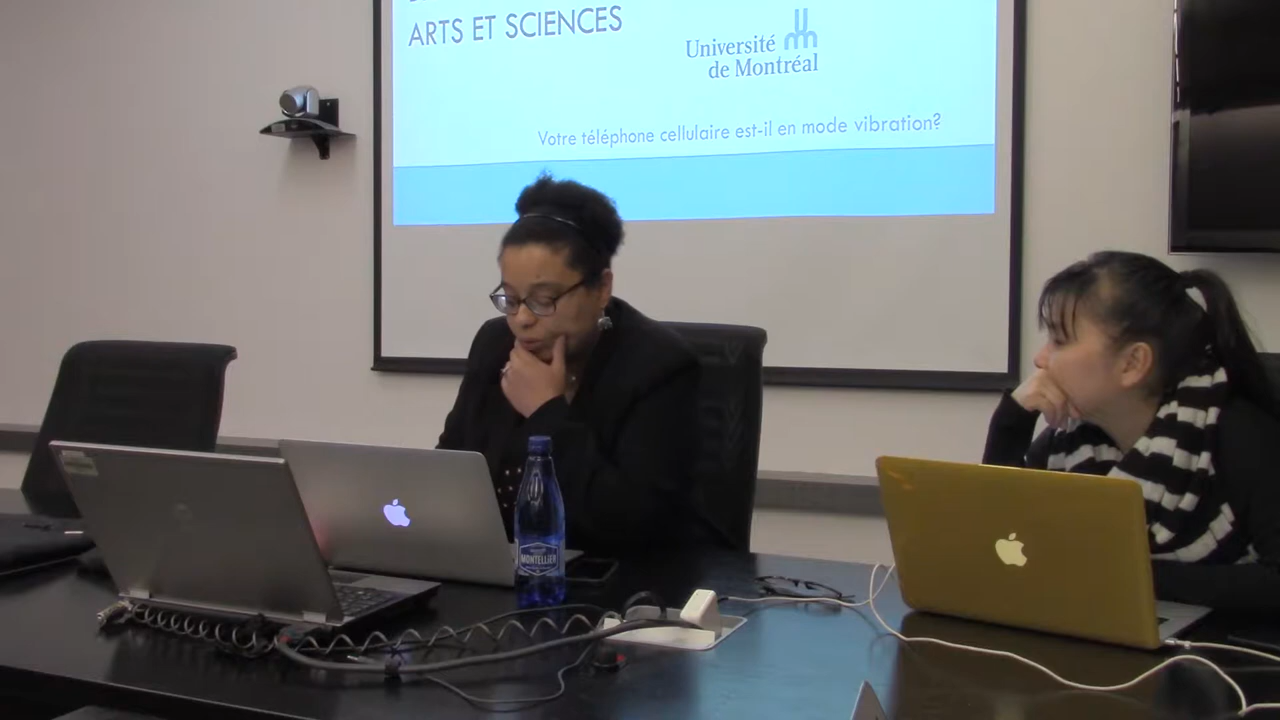 ARTS ET SCIENCES
Université
de Montréal
Votre téléphone cellulaire est-il en mode vibration?
MONTELLIER